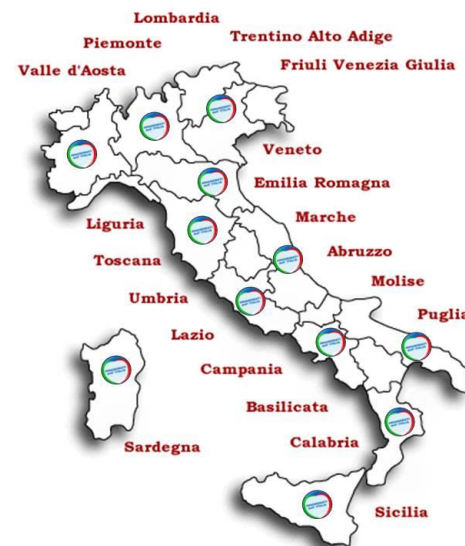 Lombardia
Piemonte
Trentino Alto Adige
Valle d'Aosta
Friuli Venezia Giulia
Veneto
Emilia Romagna
Liguria
Marche
Toscana
Abruzzo
Umbria
Molise
Lazio
Puglia
Campania
Basilicata
Sardegna
Calabria
Sicilia